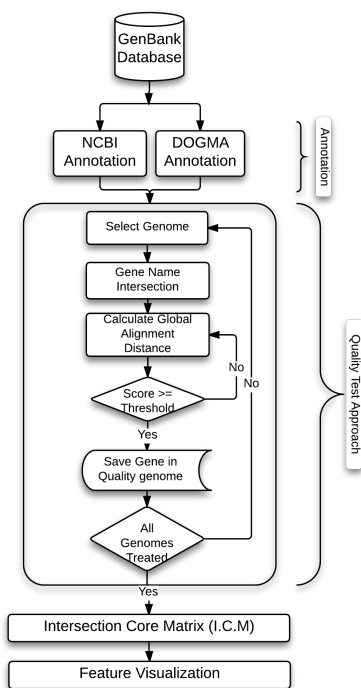 GenBank
Database
NCBI
Annotation
DOGMA
Annotation
Annotation
Select Genome
Gene Name
Intersection
Calculate Global
Alignment
Distance
Score >=
Threshold
No
No
Yes
Save Gene in
Quality genome
All
Genomes
Treated
Yes
Quality Test Approach
Intersection Core Matrix (I.C.M)
Feature Visualization